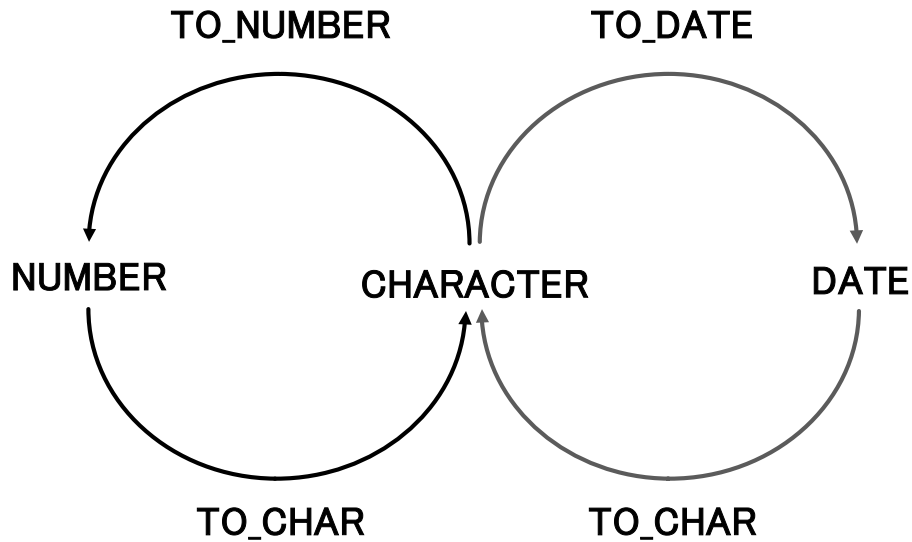 TO_NUMBER
TO_DATE
NUMBER
CHARACTER
DATE
TO_CHAR
TO_CHAR